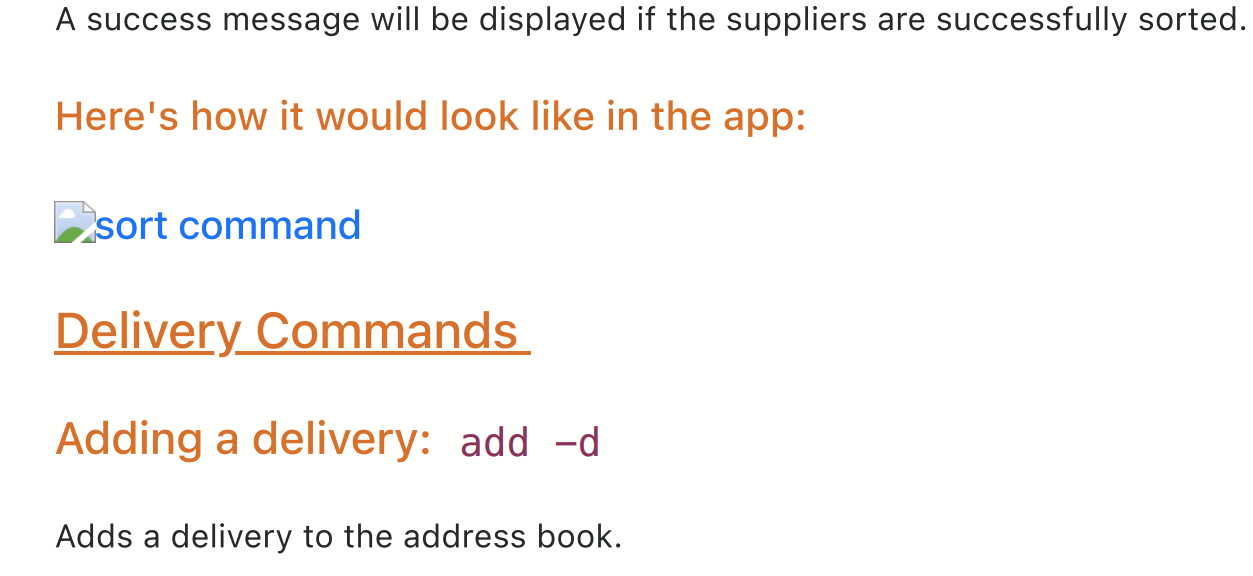 A success message will be displayed if the suppliers are successfully sorted.
Here's how it would look like in the app:
sort command
Delivery Commands
Adding a delivery: add –d
Adds a delivery to the address book.